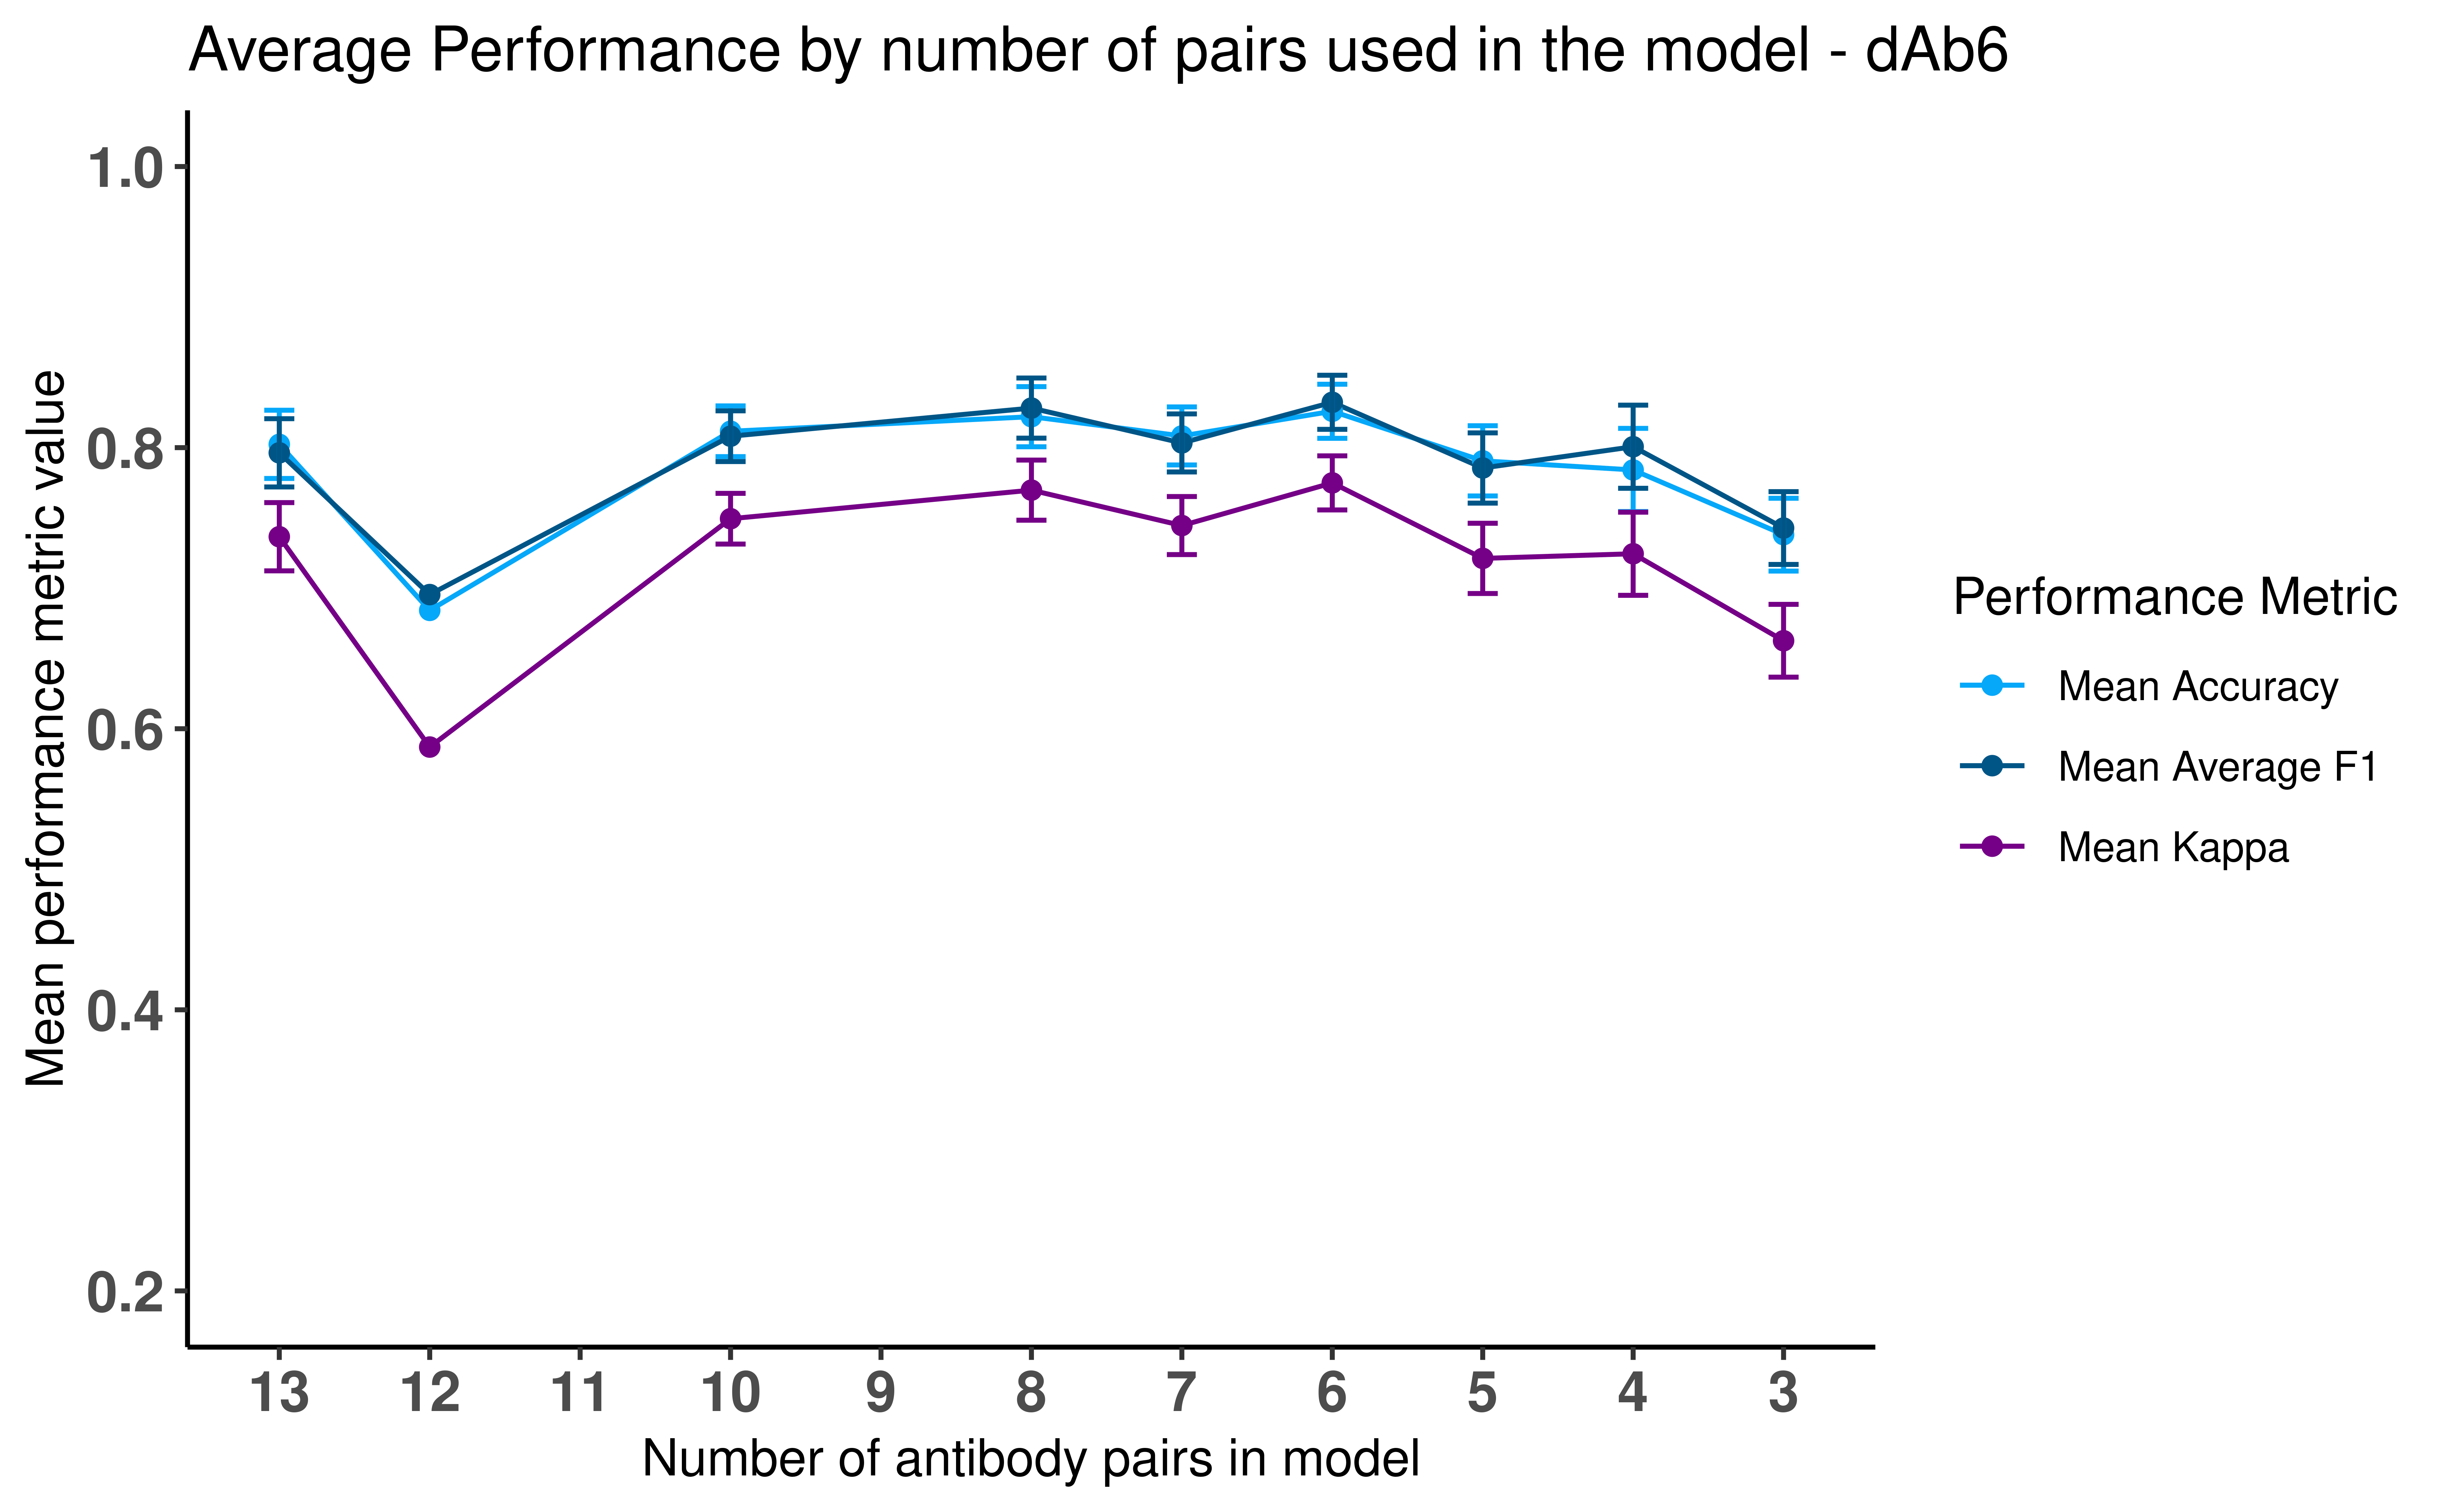 Average Performance by number of pairs used in the model - dAb6
Mean performance metric value
1.0
0.8
0.6
0.4
0.2
13 12 11 10 9 8 7 6 5 4 3
Number of antibody pairs in model
Performance Metric
Mean Accuracy
Mean Average F1
Mean Kappa